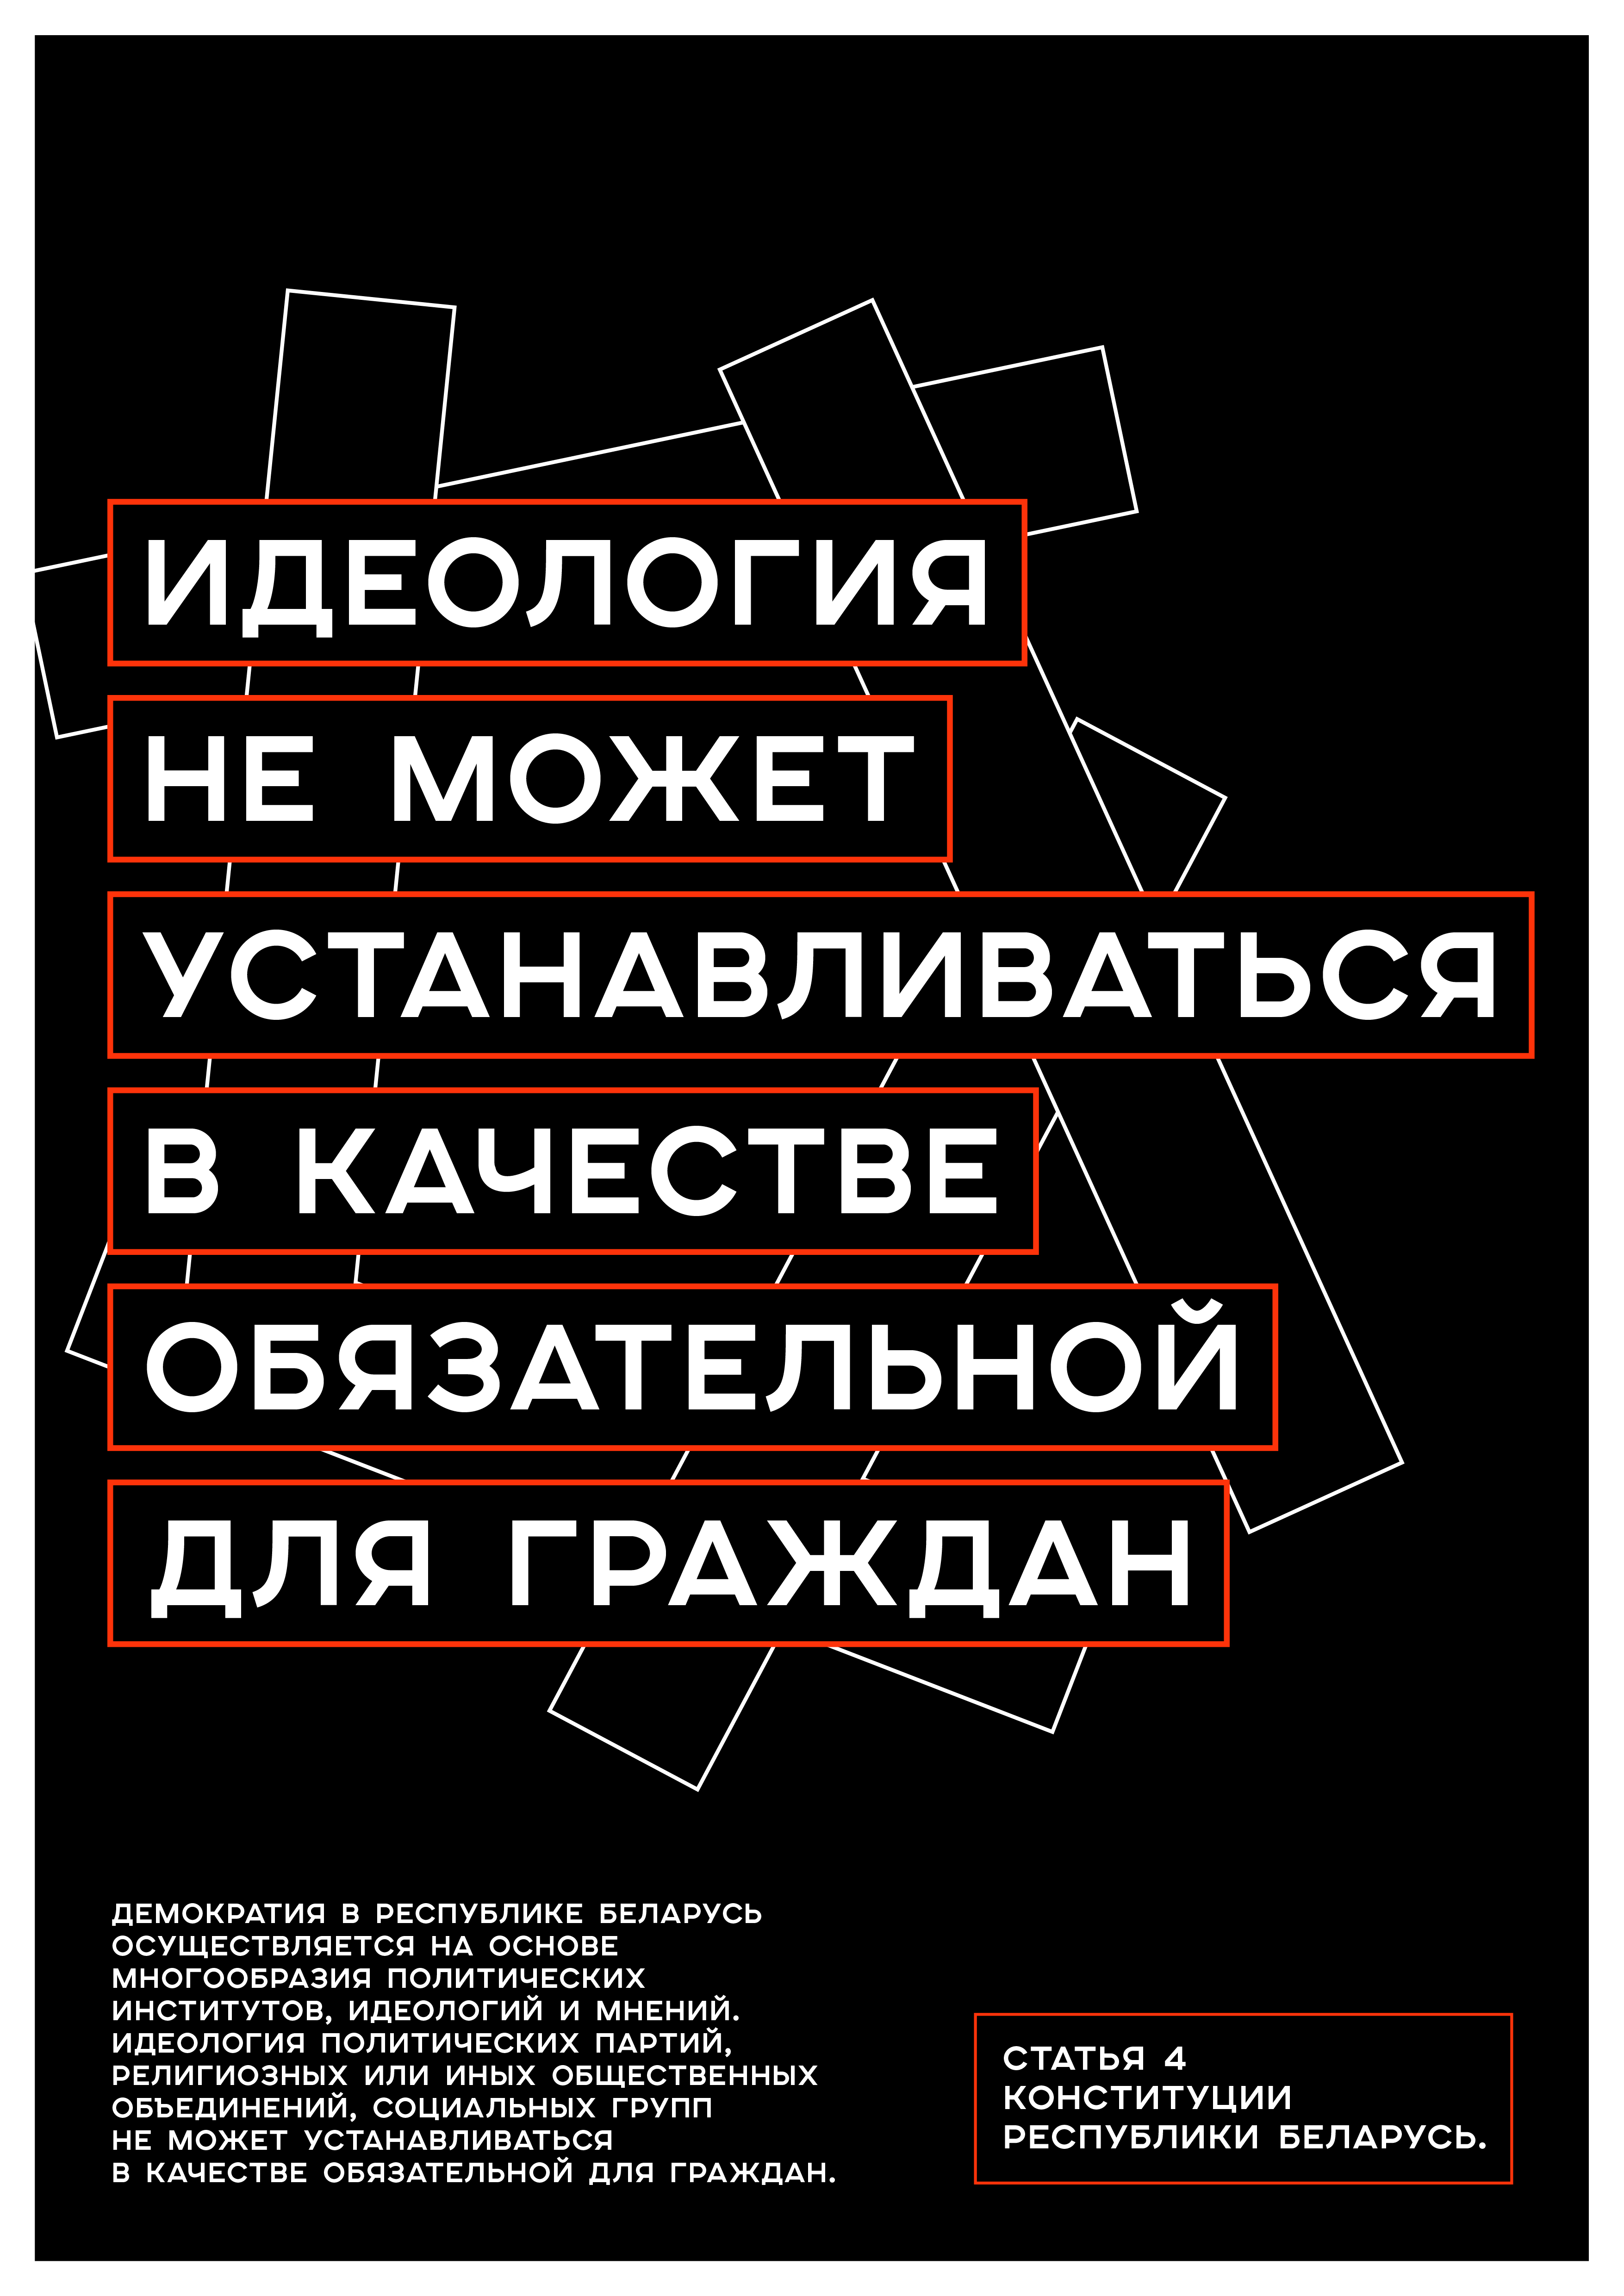 ИДЕОЛОГИЯ
НЕ МОЖЕТ
УСТАНАВЛИВАТЬСЯ
В КАЧЕСТВЕ
ОБЯЗАТЕЛЬНОЙ
ДЛЯ ГРАЖДАН
ДЕМОКРАТИЯ В РЕСПУБЛИКЕ БЕЛАРУСЬ
ОСУЩЕСТВЛЯЕТСЯ НА ОСНОВЕ
МНОГООБРАЗИЯ ПОЛИТИЧЕСКИХ
ИНСТИТУТОВ, ИДЕОЛОГИЙ И МНЕНИЙ.
ИДЕОЛОГИЯ ПОЛИТИЧЕСКИХ ПАРТИЙ,
РЕЛИГИОЗНЫХ ИЛИ ИНЫХ ОБЩЕСТВЕННЫХ
ОБЪЕДИНЕНИЙ, СОЦИАЛЬНЫХ ГРУПП
НЕ МОЖЕТ УСТАНАВЛИВАТЬСЯ
В КАЧЕСТВЕ ОБЯЗАТЕЛЬНОЙ ДЛЯ ГРАЖДАН.
СТАТЬЯ 4
КОНСТИТУЦИИ
РЕСПУБЛИКИ БЕЛАРУСЬ.